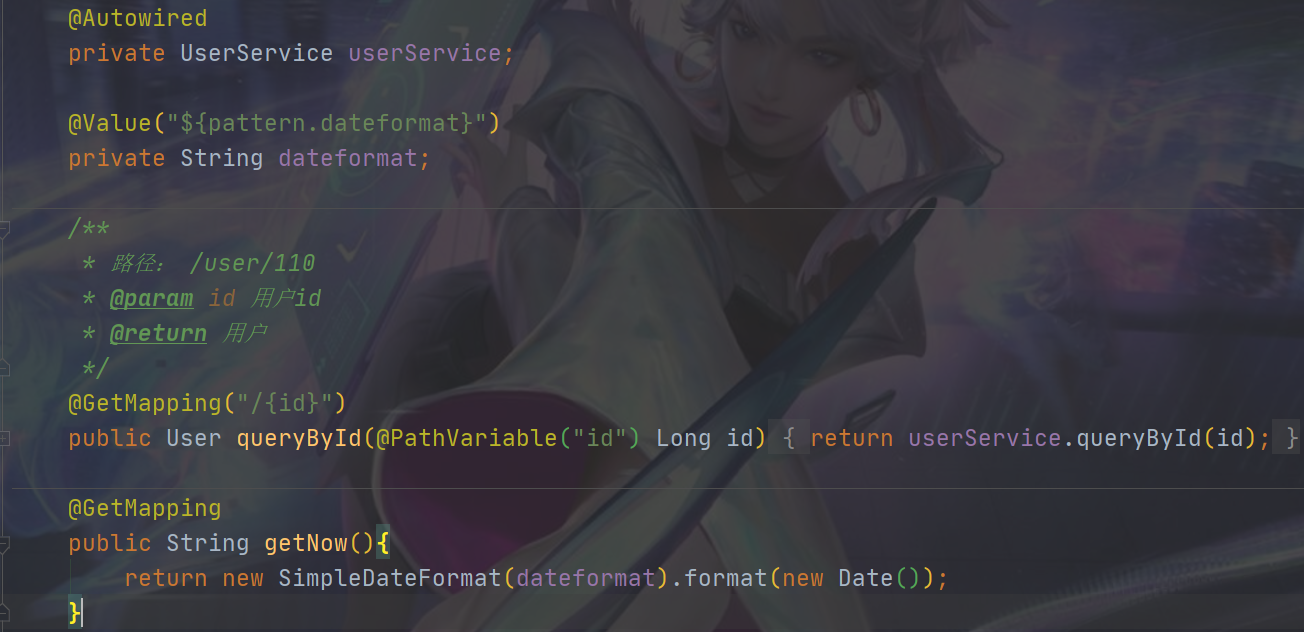 @Autowired
private UserService userService;
@Value("${pattern.dateformat}")
private String dateformat;
/**
* 路径： /user/110
* @param id 用户id
* @return 用户
*/
@GetMapping("/{id}")
public User queryById(@PathVariable("id") Long id) { return userService.queryById(id); }
@GetMapping
public String getNow(){
return new SimpleDateFormat(dateformat).format(new Date());
}